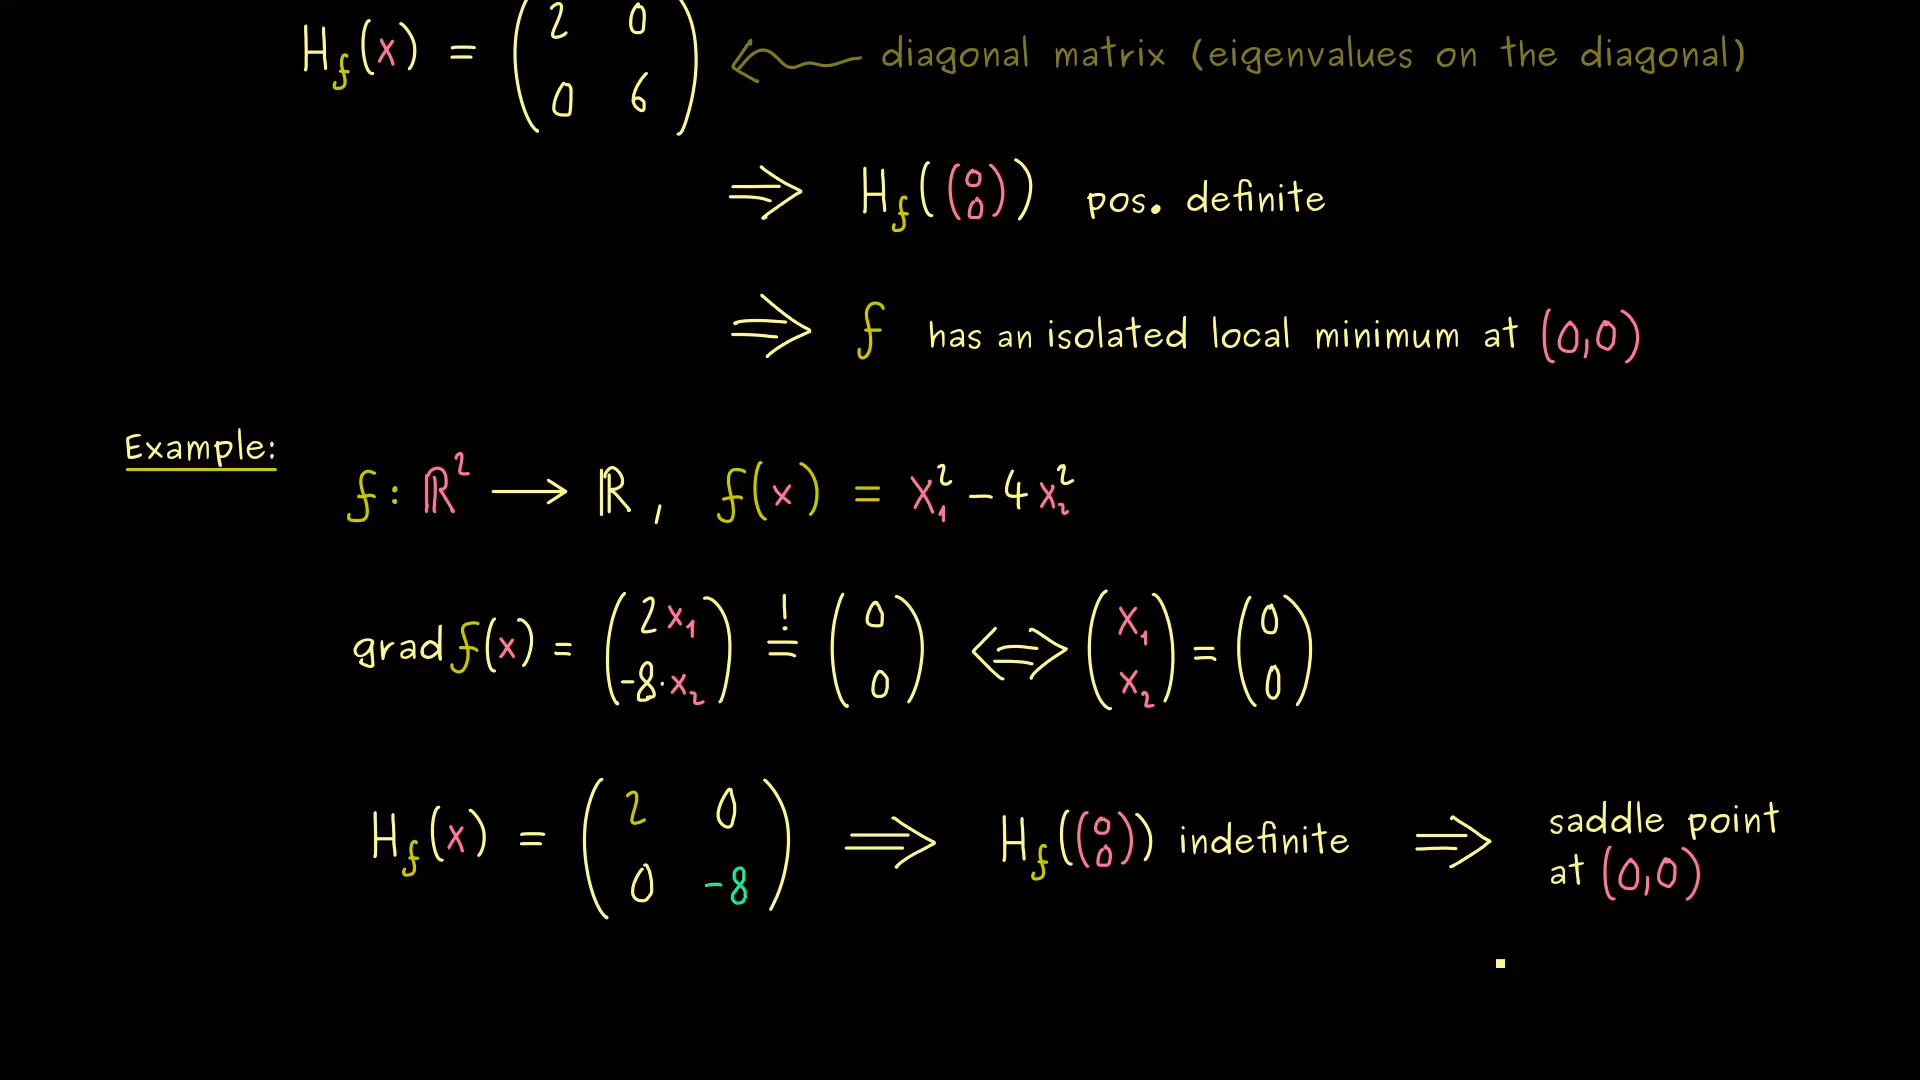 H_f(x) = (2 0; 0 6) ⟵ diagonal matrix (eigenvalues on the diagonal)
⟹ H_f((0 0)) pos. definite
⟹ f has an isolated local minimum at (0,0)
Example:
f: ℝ² ⟶ ℝ, f(x) = x₁² – 4x₂²
grad f(x) = (2x₁; -8·x₂) =! (0; 0) ⟺ (x₁; x₂) = (0; 0)
H_f(x) = (2 0; 0 -8) ⟹ H_f((0; 0)) indefinite ⟹ saddle point
at (0,0)